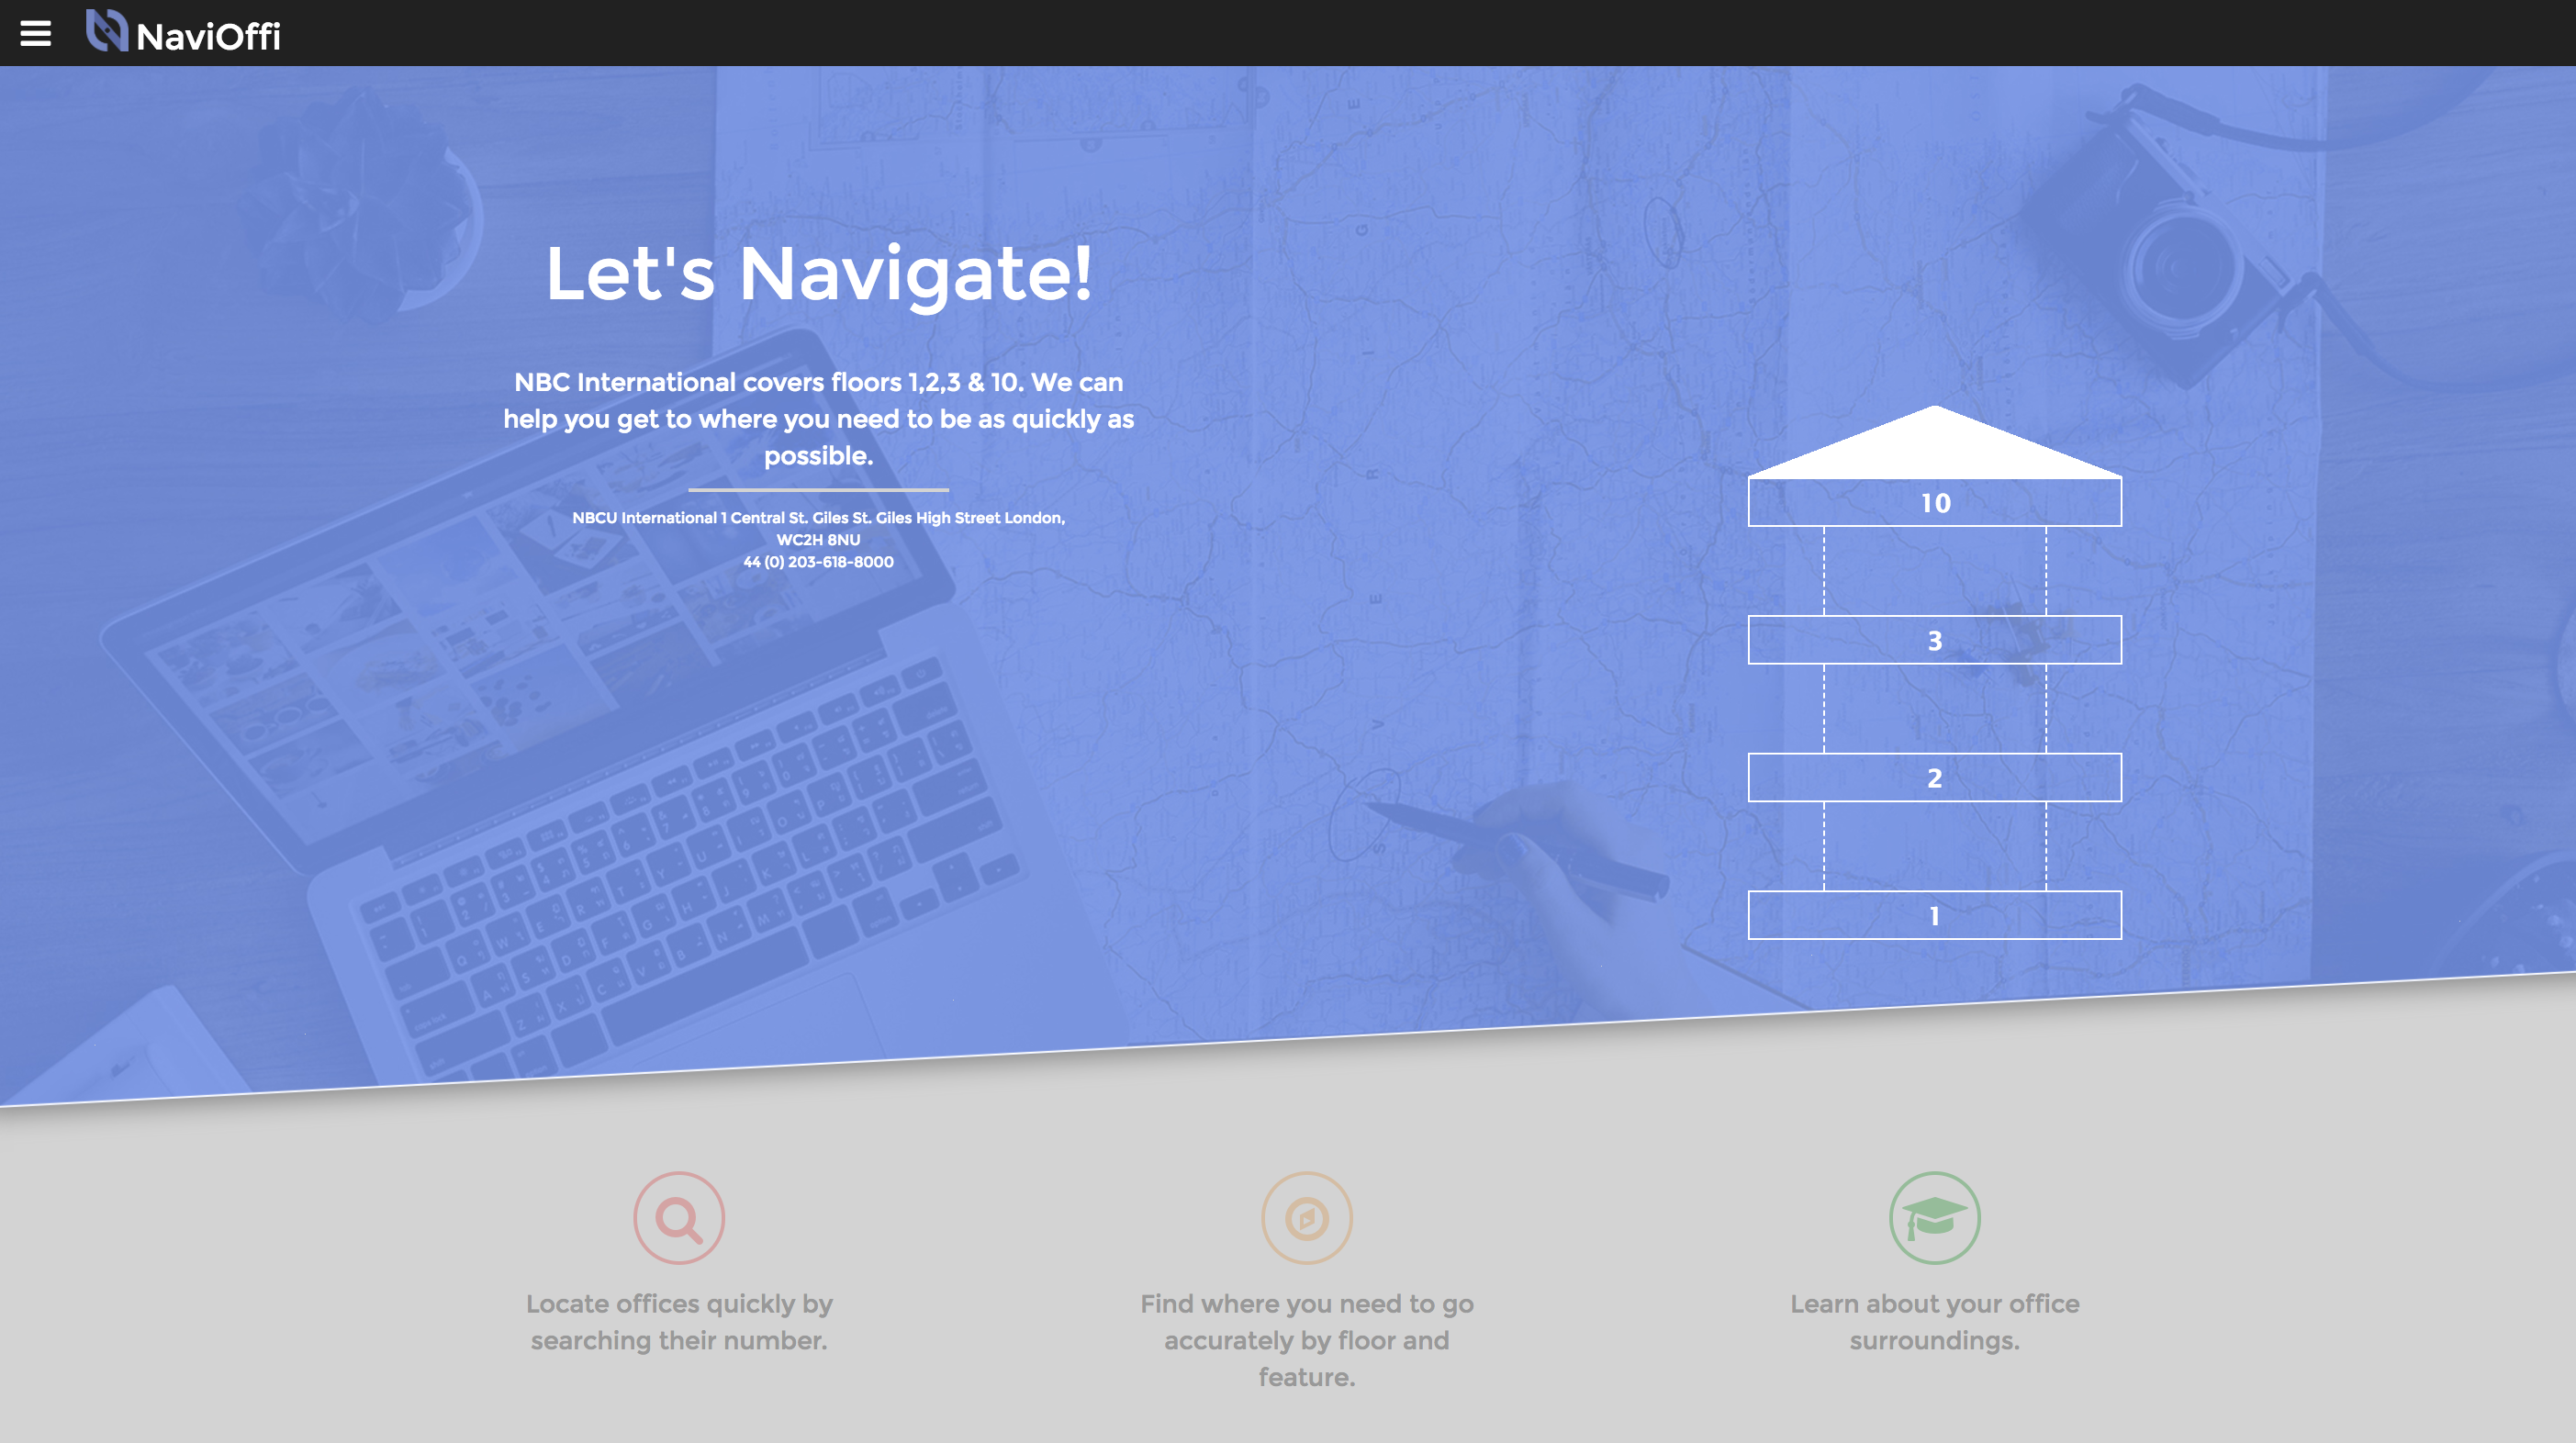 NaviOffi
Let's Navigate!
NBC International covers floors 1,2,3 & 10. We can
help you get to where you need to be as quickly as
possible.
NBCU International 1 Central St. Giles St. Giles High Street London,
WC2H 8NU
44 (0) 203-618-8000
10
3
2
1
Locate offices quickly by
searching their number.
Find where you need to go
accurately by floor and
feature.
Learn about your office
surroundings.